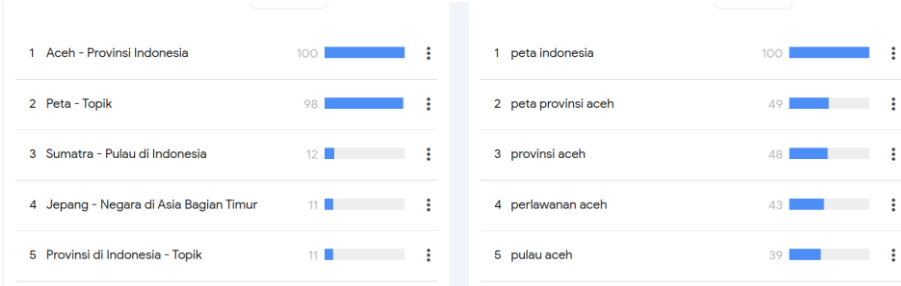 1 Aceh - Provinsi Indonesia 100
2 Peta - Topik 98
3 Sumatra - Pulau di Indonesia 12
4 Jepang - Negara di Asia Bagian Timur 11
5 Provinsi di Indonesia - Topik 11
1 peta indonesia 100
2 peta provinsi aceh 49
3 provinsi aceh 48
4 perlawanan aceh 43
5 pulau aceh 39